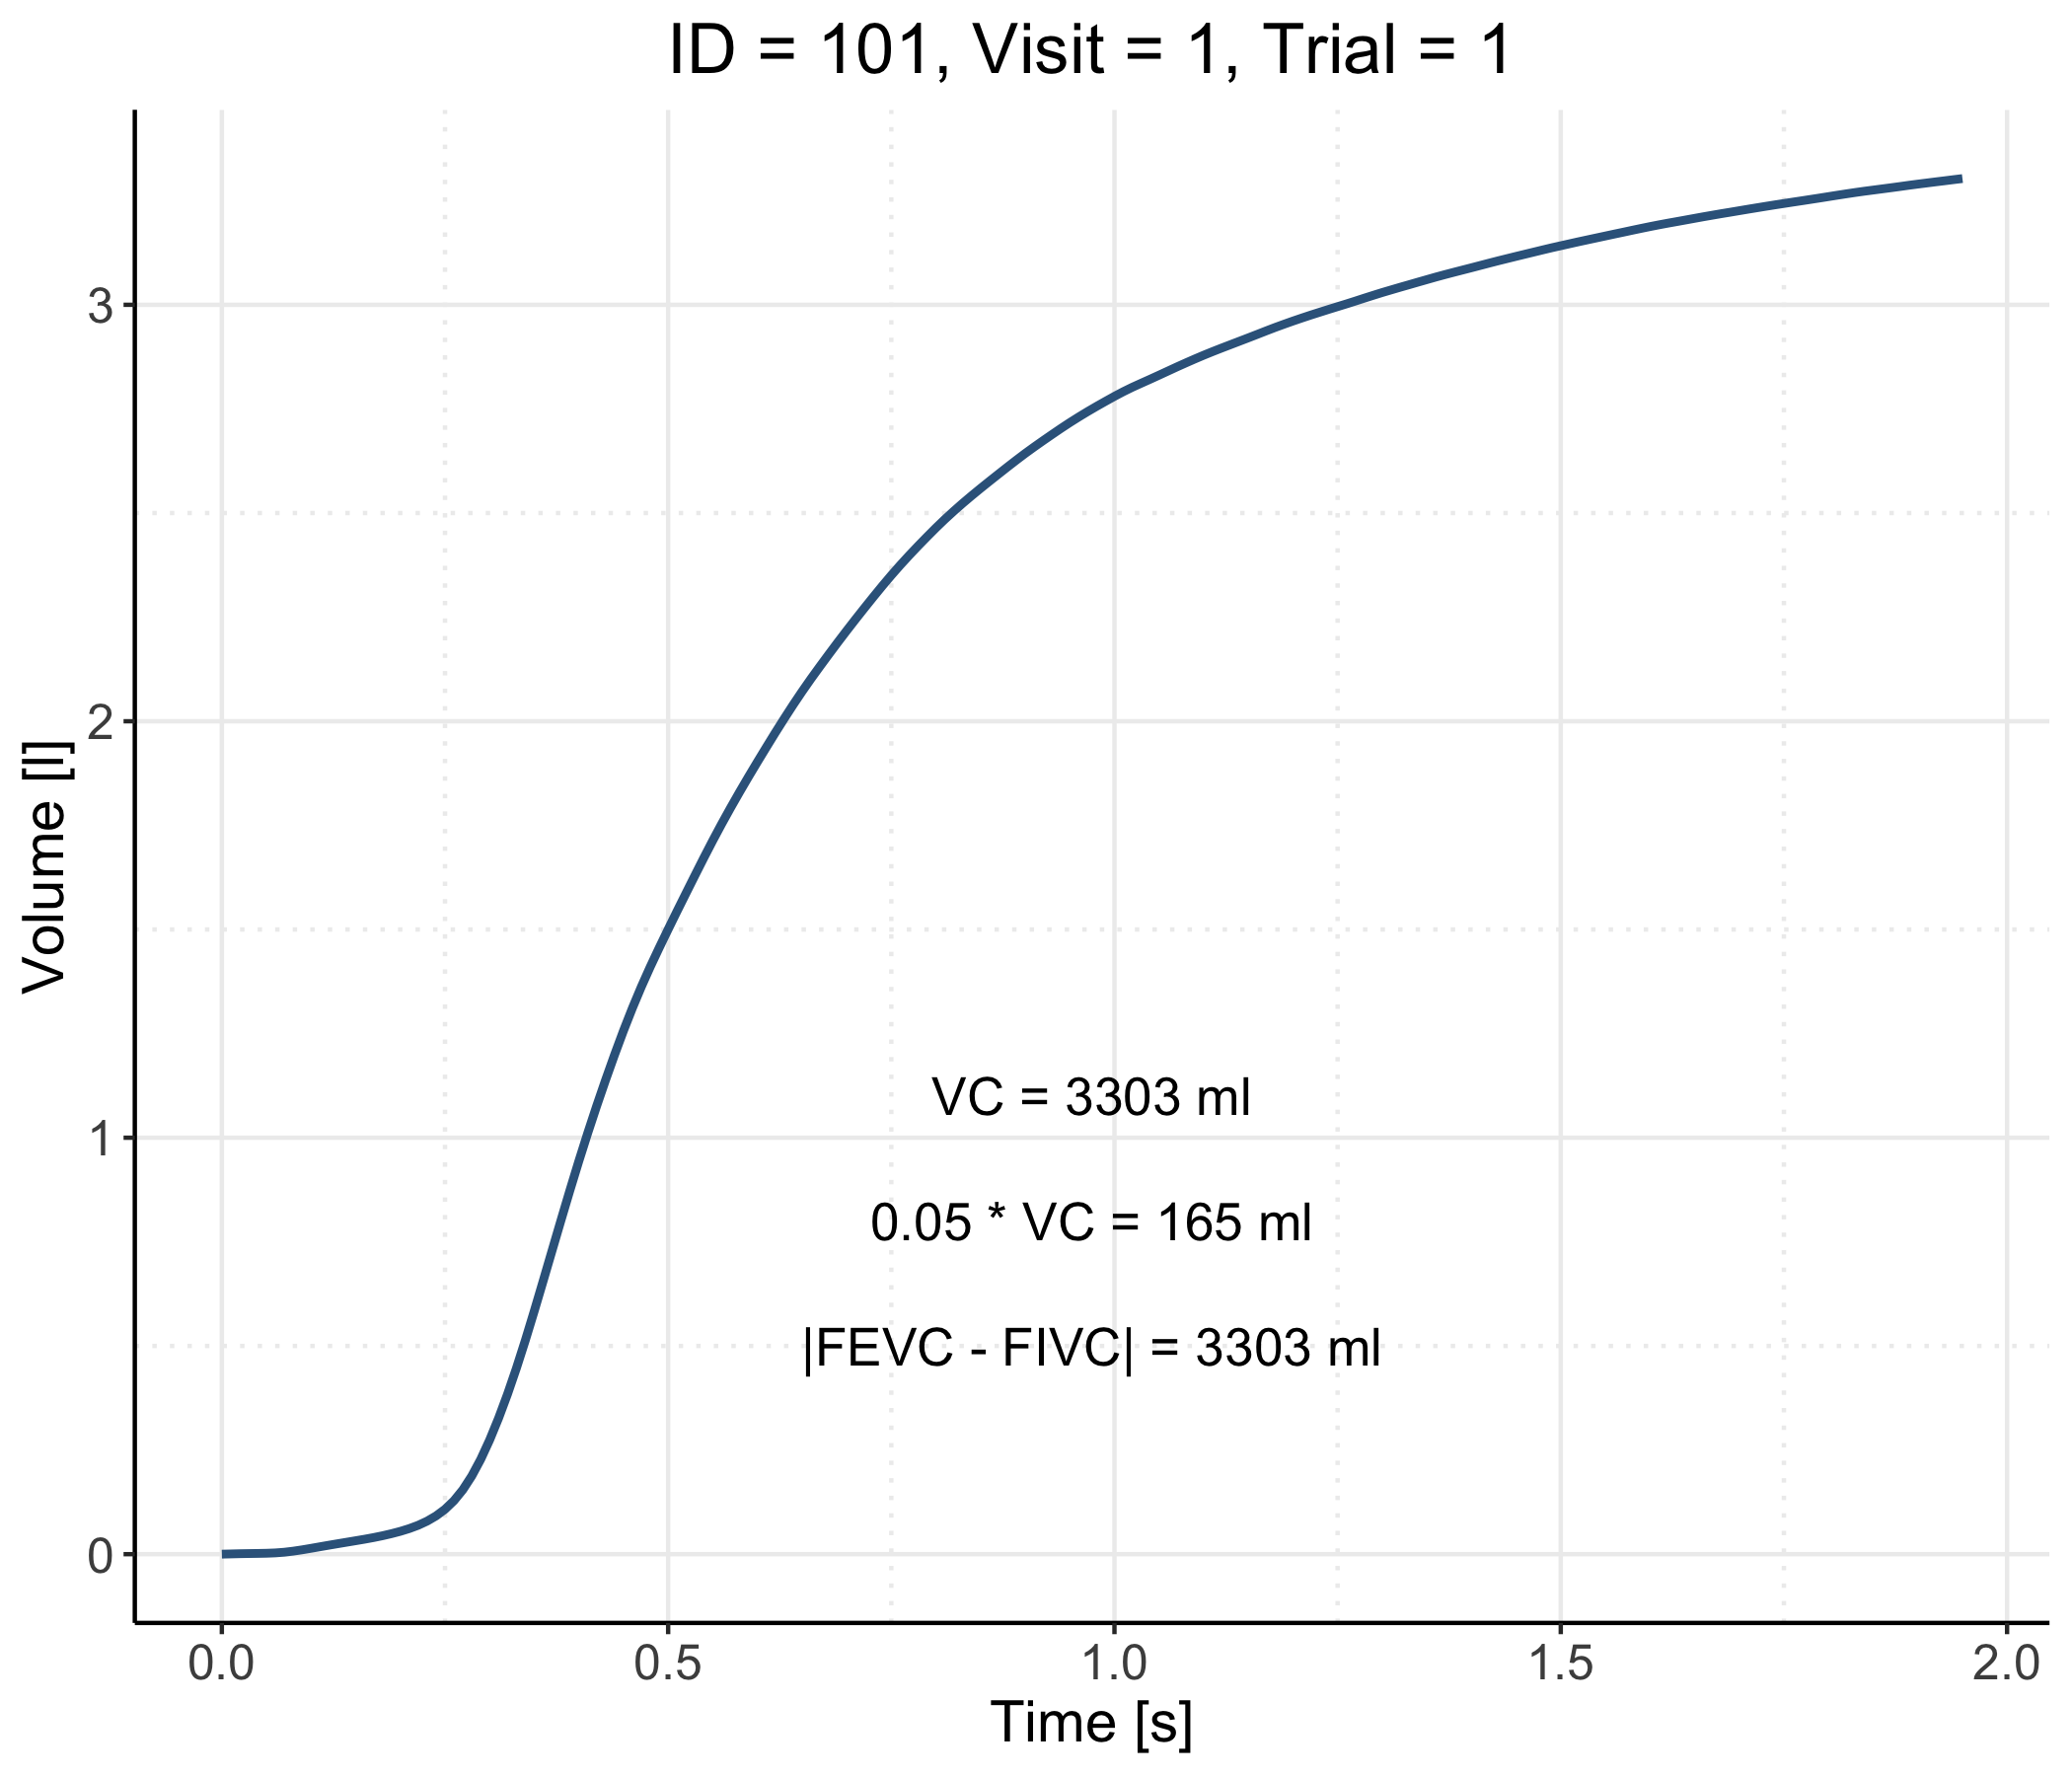 ID = 101, Visit = 1, Trial = 1
Volume [l]
3
2
1
0
VC = 3303 ml
0.05 * VC = 165 ml
|FEVC - FIVC| = 3303 ml
0.0
0.5
1.0
1.5
2.0
Time [s]